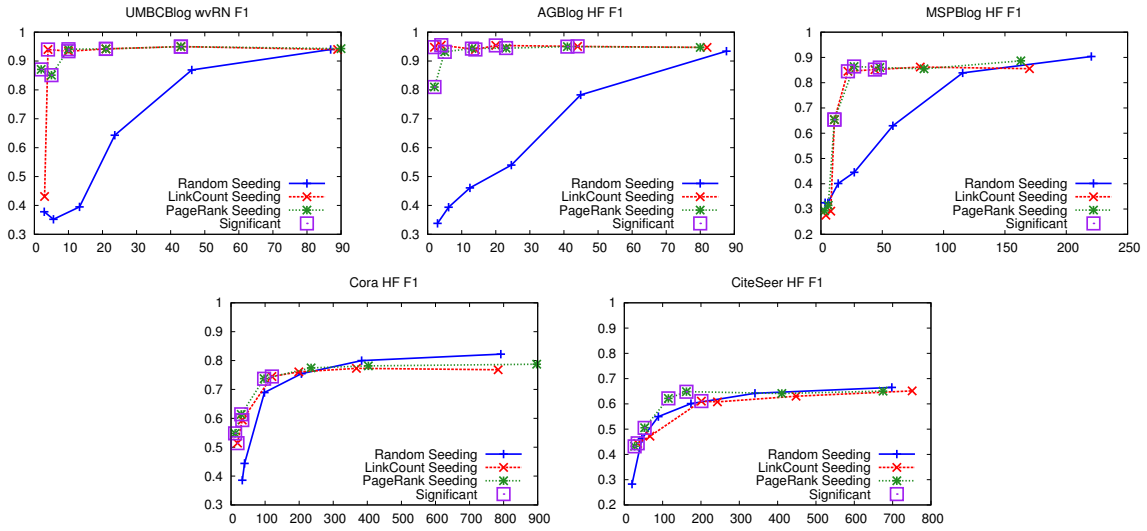 UMBCBlog wvRN F1
1
0.9
0.8
0.7
0.6
0.5
0.4
0.3
0 10 20 30 40 50 60 70 80 90
Random Seeding
LinkCount Seeding
PageRank Seeding
Significant
AGBlog HF F1
1
0.9
0.8
0.7
0.6
0.5
0.4
0.3
0 10 20 30 40 50 60 70 80 90
Random Seeding
LinkCount Seeding
PageRank Seeding
Significant
MSPBlog HF F1
1
0.9
0.8
0.7
0.6
0.5
0.4
0.3
0.2
0 50 100 150 200 250
Random Seeding
LinkCount Seeding
PageRank Seeding
Significant
Cora HF F1
1
0.9
0.8
0.7
0.6
0.5
0.4
0.3
0 100 200 300 400 500 600 700 800 900
Random Seeding
LinkCount Seeding
PageRank Seeding
Significant
CiteSeer HF F1
1
0.9
0.8
0.7
0.6
0.5
0.4
0.3
0.2
0 100 200 300 400 500 600 700 800
Random Seeding
LinkCount Seeding
PageRank Seeding
Significant